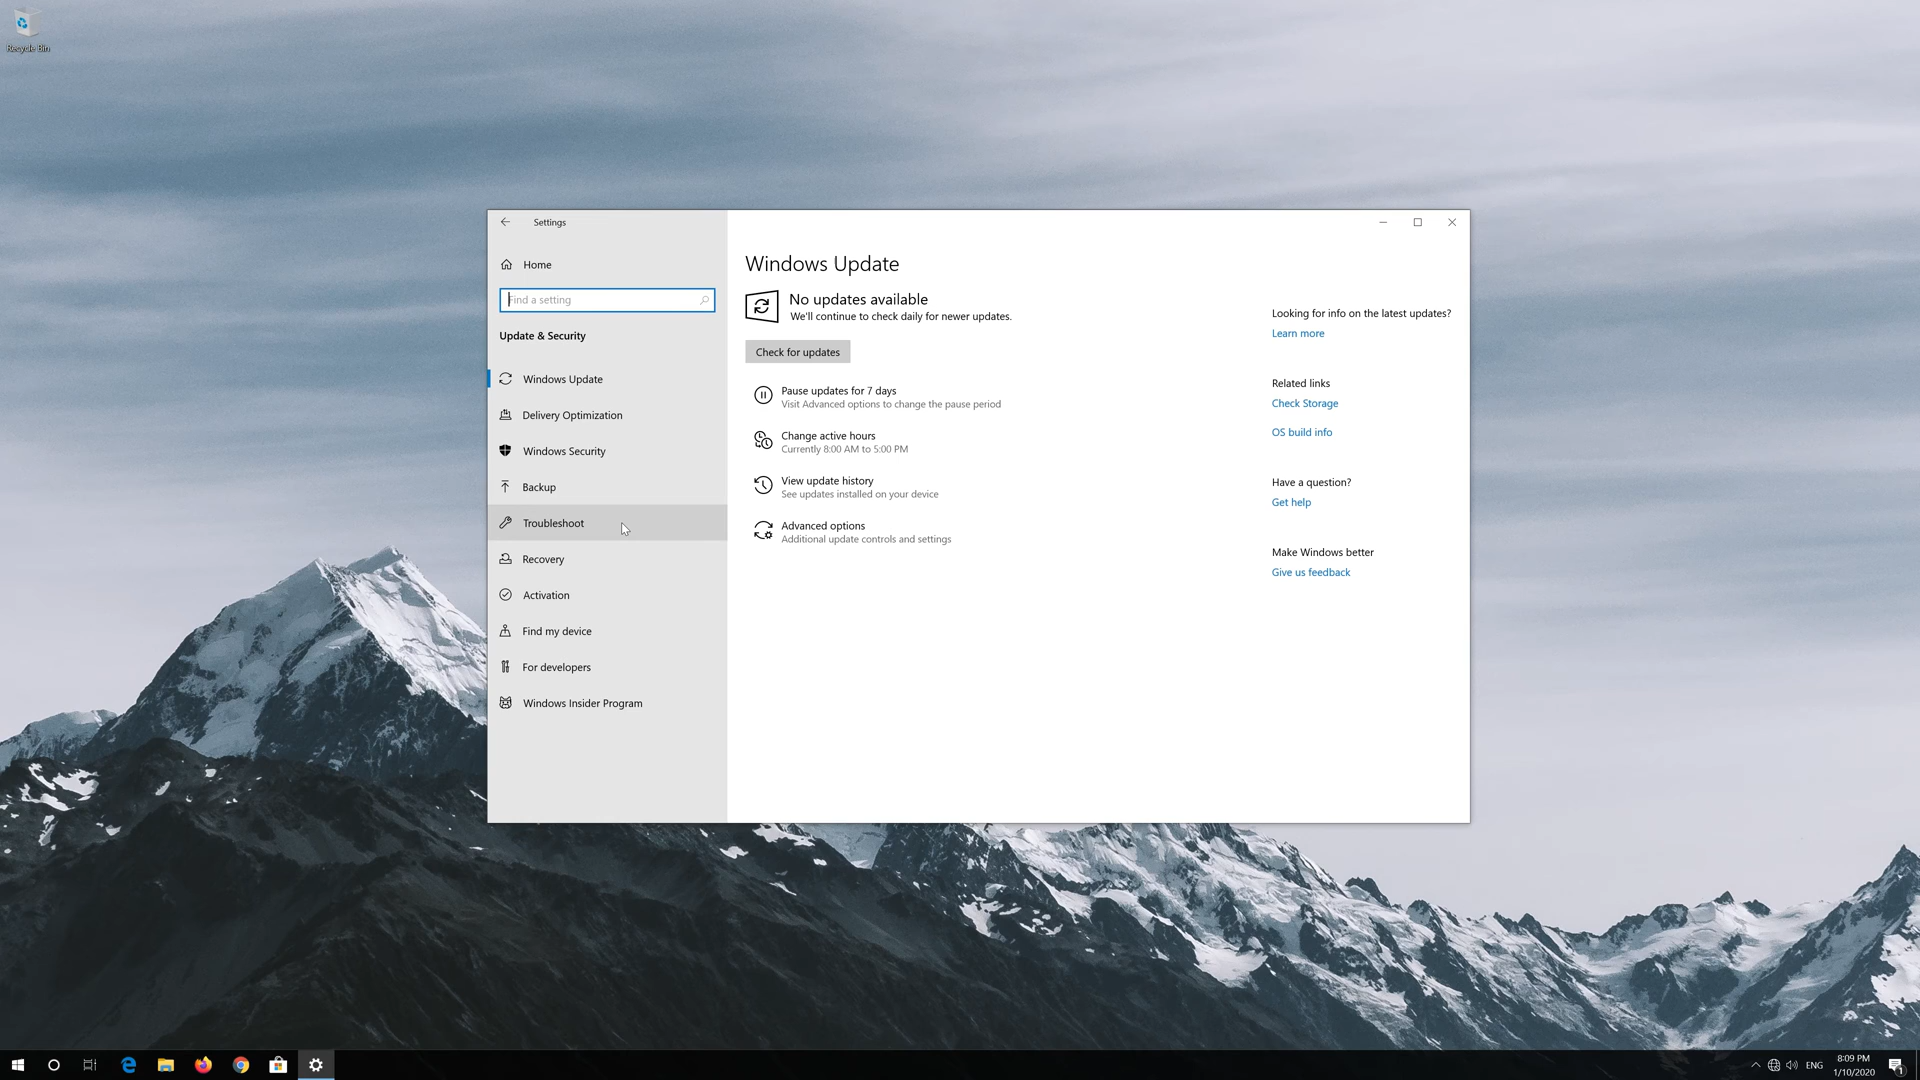 Recycle Bin
Settings
Home
Find a setting
Update & Security
Windows Update
Delivery Optimization
Windows Security
Backup
Troubleshoot
Recovery
Activation
Find my device
For developers
Windows Insider Program
Windows Update
No updates available
We'll continue to check daily for newer updates.
Check for updates
Pause updates for 7 days
Visit Advanced options to change the pause period
Change active hours
Currently 8:00 AM to 5:00 PM
View update history
See updates installed on your device
Advanced options
Additional update controls and settings
Looking for info on the latest updates?
Learn more
Related links
Check Storage
OS build info
Have a question?
Get help
Make Windows better
Give us feedback
ENG
8:09 PM
1/10/2020
1